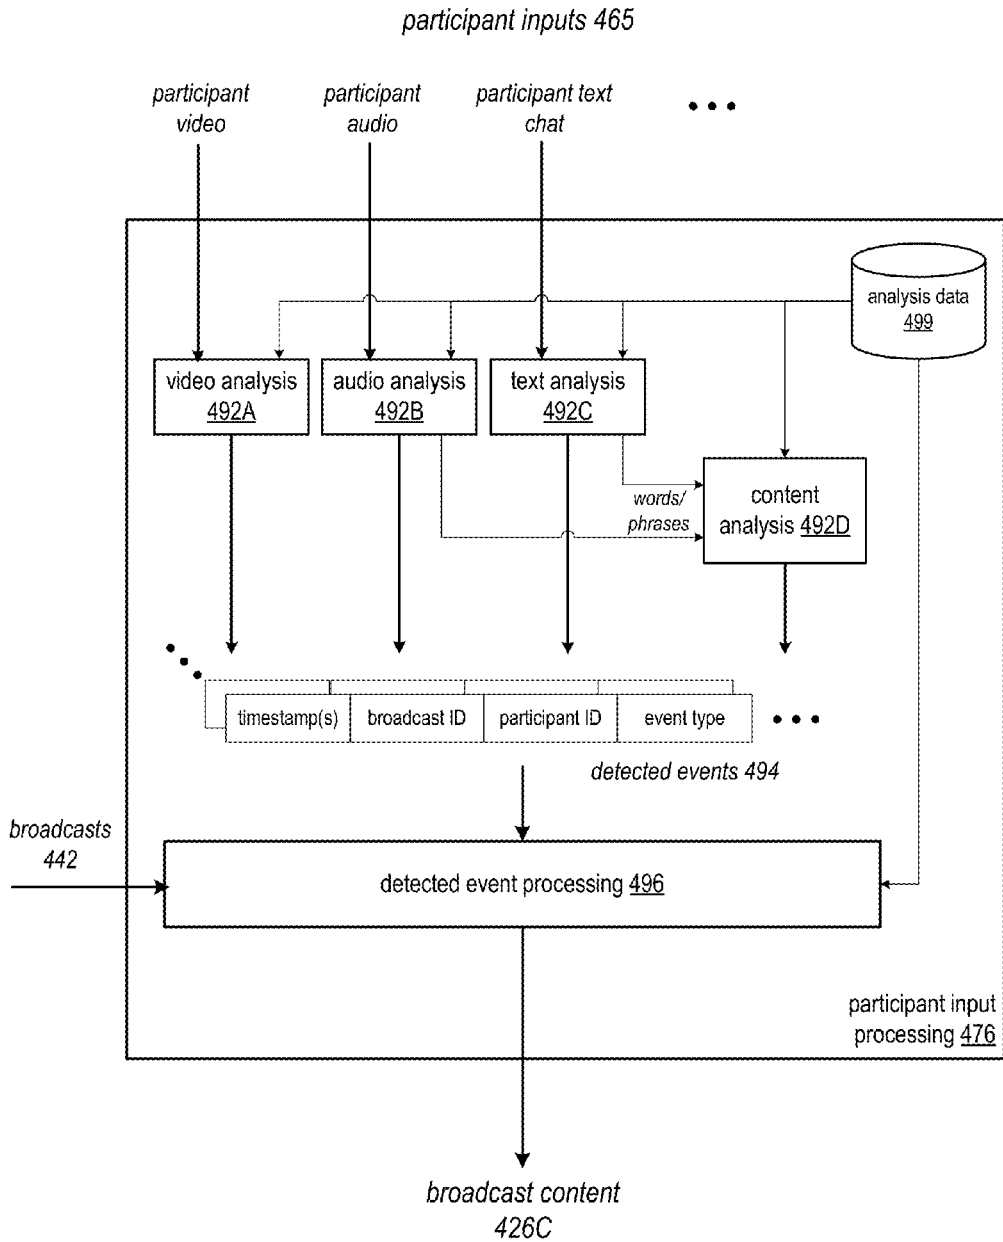 participant inputs 465
participant
video
participant
audio
participant text
chat
analysis data
499
video analysis
492A
audio analysis
492B
text analysis
492C
words/
phrases
content
analysis 492D
timestamp(s)
broadcast ID
participant ID
event type
detected events 494
broadcasts
442
detected event processing 496
participant input
processing 476
broadcast content
426C